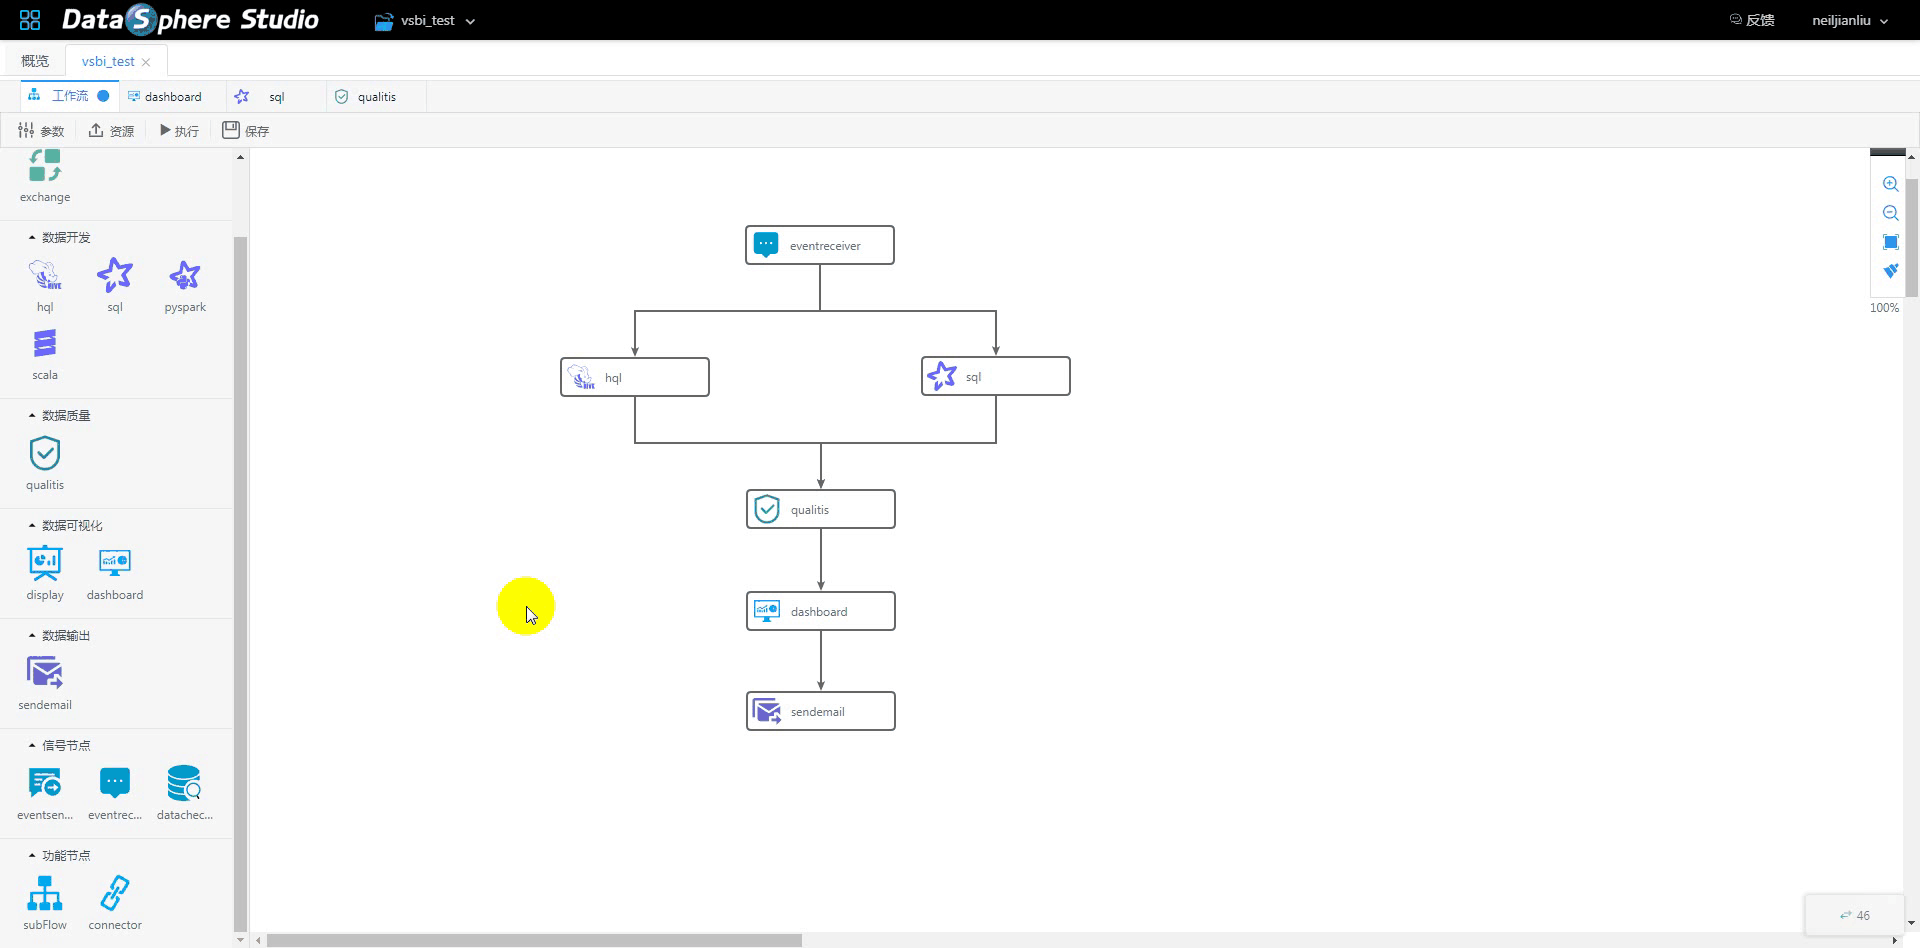 DataSphere Studio
vsbi_test
反馈
neiljianliu
概览
vsbi_test
工作流
dashboard
sql
qualitis
参数
资源
执行
保存
exchange
数据开发
HIVE
hql
sql
pyspark
scala
数据质量
qualitis
数据可视化
display
dashboard
数据输出
sendemail
信号节点
eventsen...
eventrec...
datachec...
功能节点
subFlow
connector
eventreceiver
HIVE
hql
sql
qualitis
dashboard
sendemail
100%
46